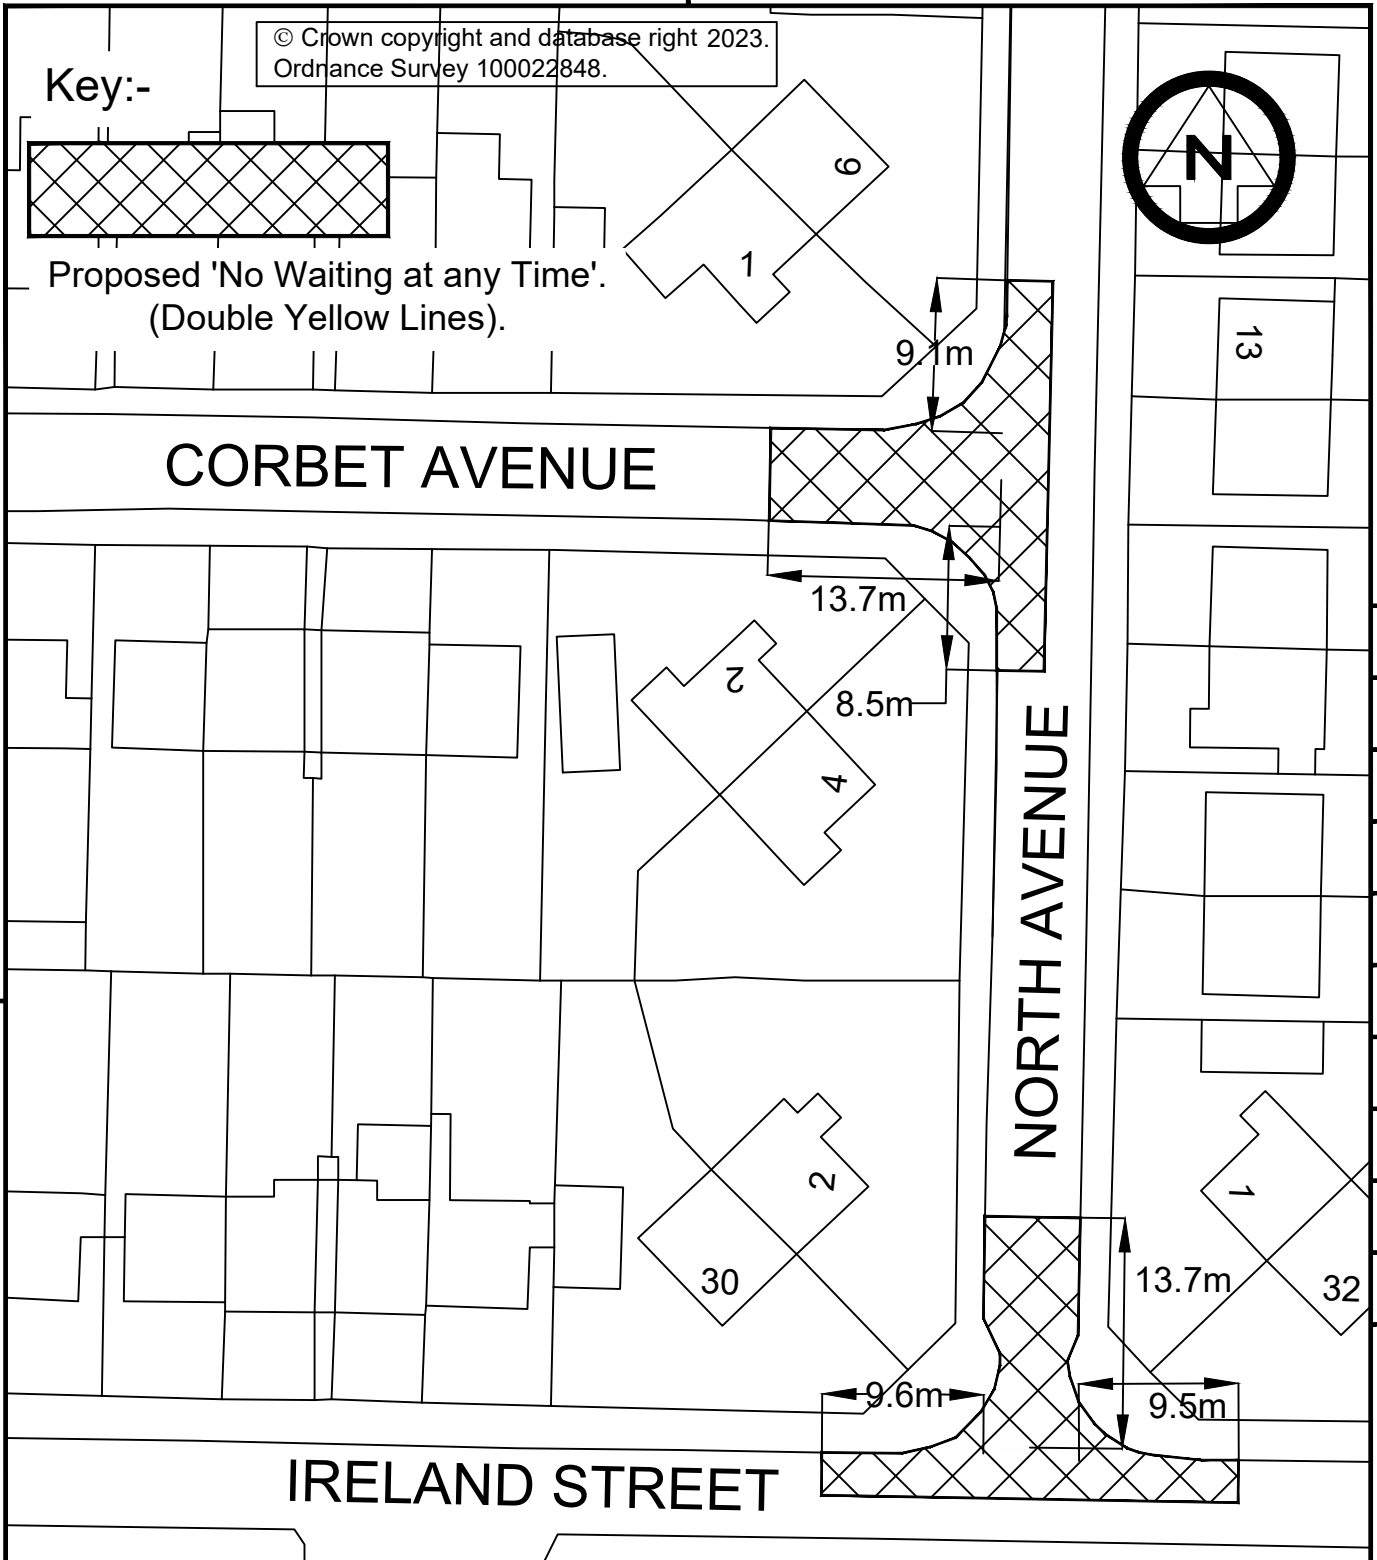 © Crown copyright and database right 2023.
Ordnance Survey 100022848.
Key:-
N
Proposed 'No Waiting at any Time'.
(Double Yellow Lines).
6
1
13
9.1m
CORBET AVENUE
13.7m
2
8.5m
4
NORTH AVENUE
2
1
30
13.7m
32
9.6m
9.5m
IRELAND STREET